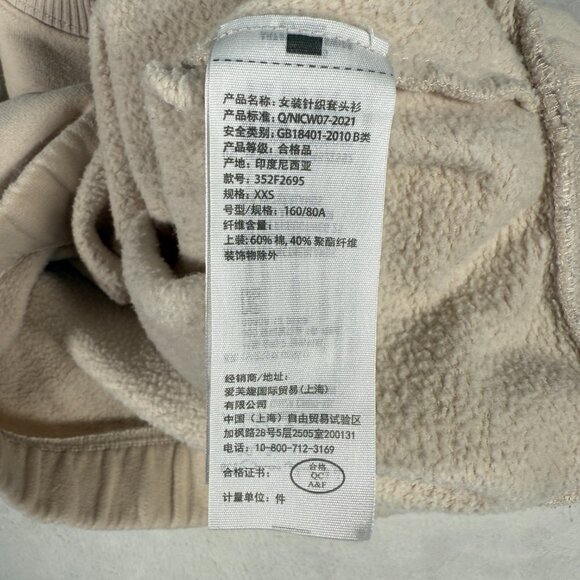 产品名称: 女装针织套头衫
产品标准: Q/NICW07-2021
安全类别: GB18401-2010 B类
产品等级: 合格品
产地: 印度尼西亚
款号: 352F2695
规格: XXS
号型/规格: 160/80A
纤维含量:
上装: 60% 棉, 40% 聚酯纤维
装饰物除外
经销商/地址:
爱芙趣国际贸易(上海)
有限公司
中国 (上海) 自由贸易试验区
加枫路28号5层2505室200131
电话: 10-800-712-3169
合格证书:
合格
QC
A&F
计量单位: 件